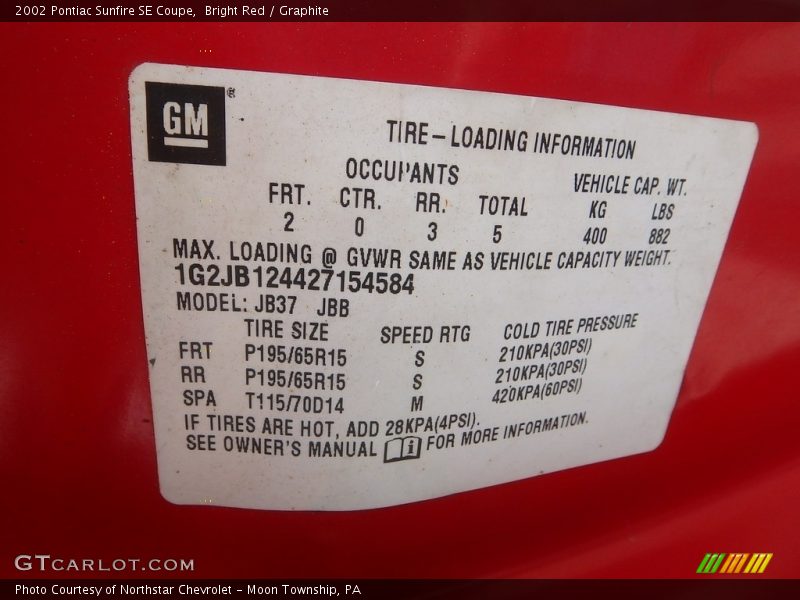 2002 Pontiac Sunfire SE Coupe, Bright Red / Graphite
GM®
TIRE-LOADING INFORMATION
OCCUPANTS VEHICLE CAP. WT.
FRT. CTR. RR. TOTAL KG LBS
2 0 3 5 400 882
MAX. LOADING @ GVWR SAME AS VEHICLE CAPACITY WEIGHT.
1G2JB124427154584
MODEL: JB37 JBB
TIRE SIZE SPEED RTG COLD TIRE PRESSURE
FRT P195/65R15 S 210KPA(30PSI)
RR P195/65R15 S 210KPA(30PSI)
SPA T115/70D14 M 420KPA(60PSI)
IF TIRES ARE HOT, ADD 28KPA(4PSI).
SEE OWNER'S MANUAL i FOR MORE INFORMATION.
GTCARLOT.COM
Photo Courtesy of Northstar Chevrolet - Moon Township, PA